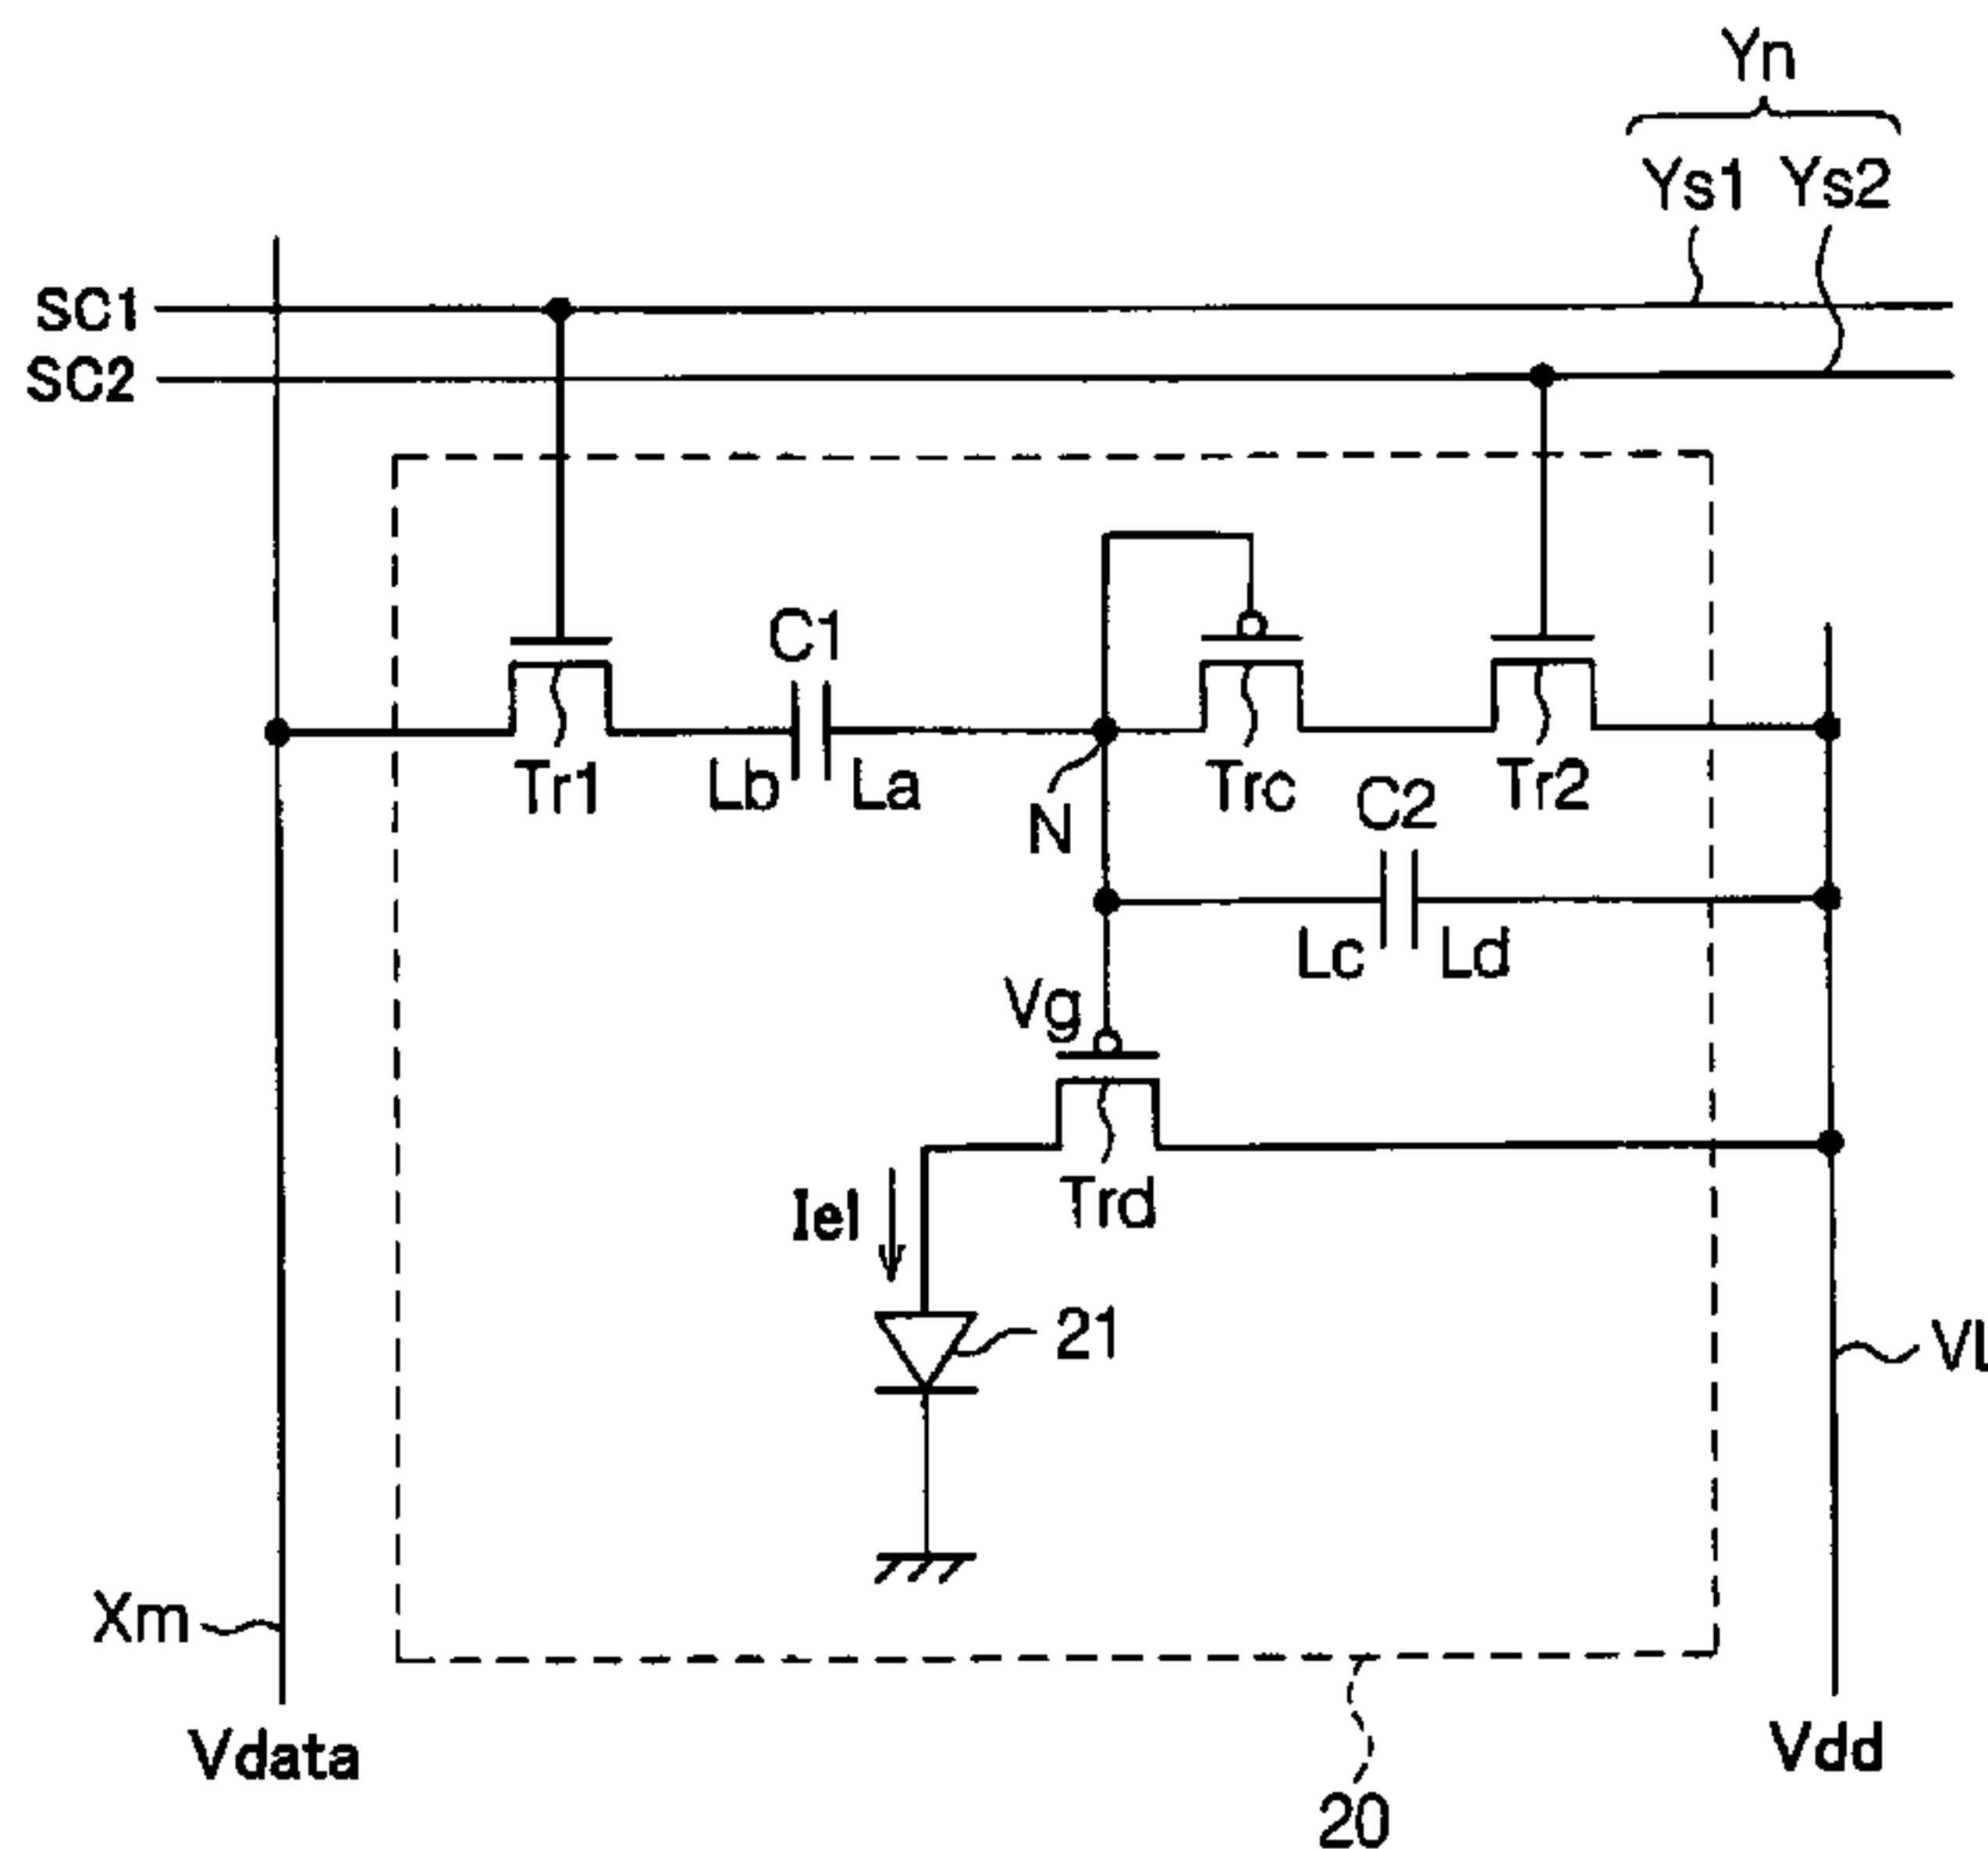 Yn
Ys1 Ys2
SC1
SC2
C1
Tr1
Lb
La
N
Trc
Tr2
C2
Lc
Ld
Vg
Trd
Iel
21
VL
Xm
Vdata
Vdd
20